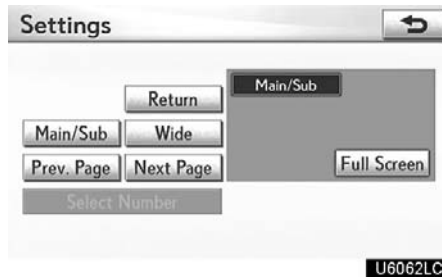 Settings
Return
Main/Sub
Main/Sub Wide
Prev. Page Next Page
Full Screen
Select Number
U6062LC